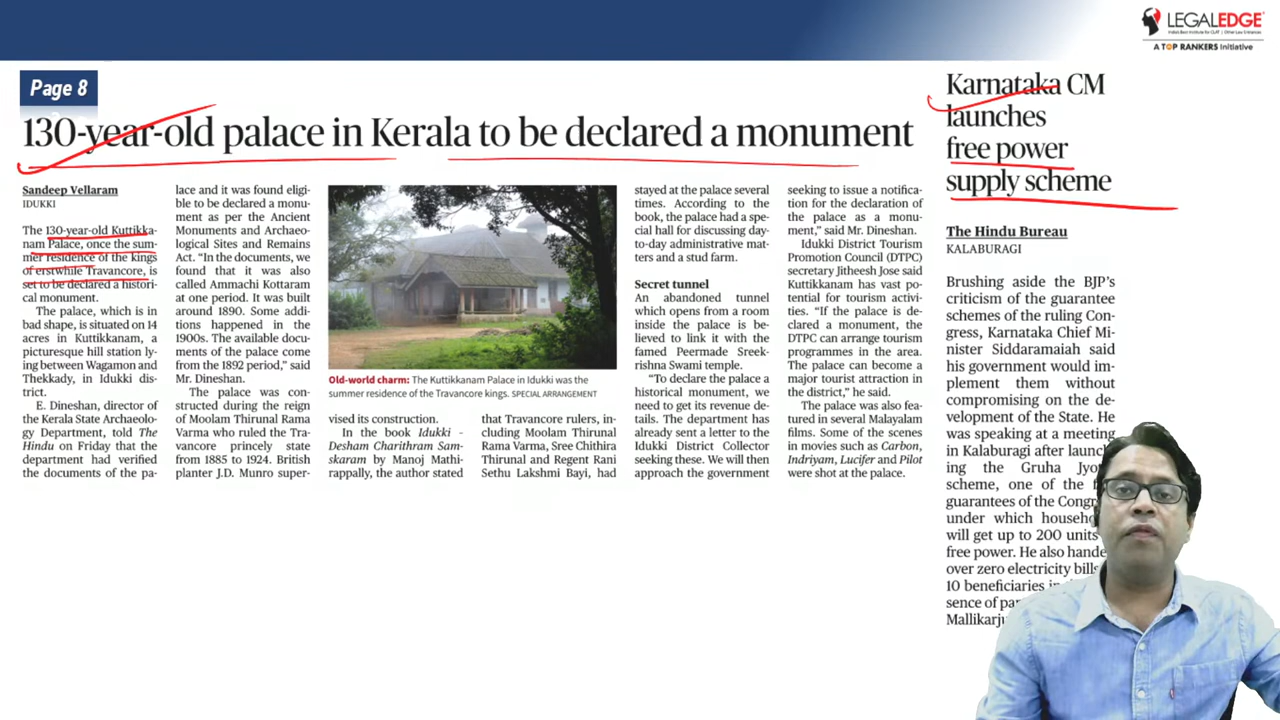 LEGALEDGE
India's Best Institute for CLAT | Other Law Entrances
A TOP RANKERS Initiative
Page 8
130-year-old palace in Kerala to be declared a monument
Sandeep Vellaram
IDUKKI
The 130-year-old Kuttikka-
nam Palace, once the sum-
mer residence of the kings
of erstwhile Travancore, is
set to be declared a histori-
cal monument.
The palace, which is in
bad shape, is situated on 14
acres in Kuttikkanam, a
picturesque hill station ly-
ing between Wagamon and
Thekkady, in Idukki dis-
trict.
E. Dineshan, director of
the Kerala State Archaeolo-
gy Department, told The
Hindu on Friday that the
department had verified
the documents of the pa-
lace and it was found eligi-
ble to be declared a monu-
ment as per the Ancient
Monuments and Archaeo-
logical Sites and Remains
Act. “In the documents, we
found that it was also
called Ammachi Kottaram
at one period. It was built
around 1890. Some addi
tions happened in the
1900s. The available docu-
ments of the palace come
from the 1892 period,” said
Mr. Dineshan.
The palace was con-
structed during the reign
of Moolam Thirunal Rama
Varma who ruled the Tra-
vancore princely state
from 1885 to 1924. British
planter J.D. Munro super-
Old-world charm: The Kuttikkanam Palace in Idukki was the
summer residence of the Travancore kings. SPECIAL ARRANGEMENT
vised its construction.
In the book Idukki -
Desham Charithram Sam-
skaram by Manoj Mathi-
rappally, the author stated
that Travancore rulers, in-
cluding Moolam Thirunal
Rama Varma, Sree Chithira
Thirunal and Regent Rani
Sethu Lakshmi Bayi, had
stayed at the palace several
times. According to the
book, the palace had a spe-
cial hall for discussing day-
to-day administrative mat-
ters and a stud farm.
Secret tunnel
An abandoned tunnel
which opens from a room
inside the palace is be-
lieved to link it with the
famed Peermade Sreek-
rishna Swami temple.
“To declare the palace a
historical monument, we
need to get its revenue de-
tails. The department has
already sent a letter to the
Idukki District Collector
seeking these. We will then
approach the government
seeking to issue a notifica-
tion for the declaration of
the palace as a monu-
ment,” said Mr. Dineshan.
Idukki District Tourism
Promotion Council (DTPC)
secretary Jitheesh Jose said
Kuttikkanam has vast po-
tential for tourism activi-
ties. “If the palace is de-
clared a monument, the
DTPC can arrange tourism
programmes in the area.
The palace can become a
major tourist attraction in
the district,” he said.
The palace was also fea-
tured in several Malayalam
films. Some of the scenes
in movies such as Carbon,
Indriyam, Lucifer and Pilot
were shot at the palace.
Karnataka CM
launches
free power
supply scheme
The Hindu Bureau
KALABURAGI
Brushing aside the BJP’s
criticism of the guarantee
schemes of the ruling Con-
gress, Karnataka Chief Mi-
nister Siddaramaiah said
his government would im-
plement them without
compromising on the de-
velopment of the State. He
was speaking at a meeting
in Kalaburagi after launch-
ing the Gruha Jyo
scheme, one of the
guarantees of the Cong
under which househ
will get up to 200 units
free power. He also hande
over zero electricity bills
10 beneficiaries in
sence of
Mallikarju